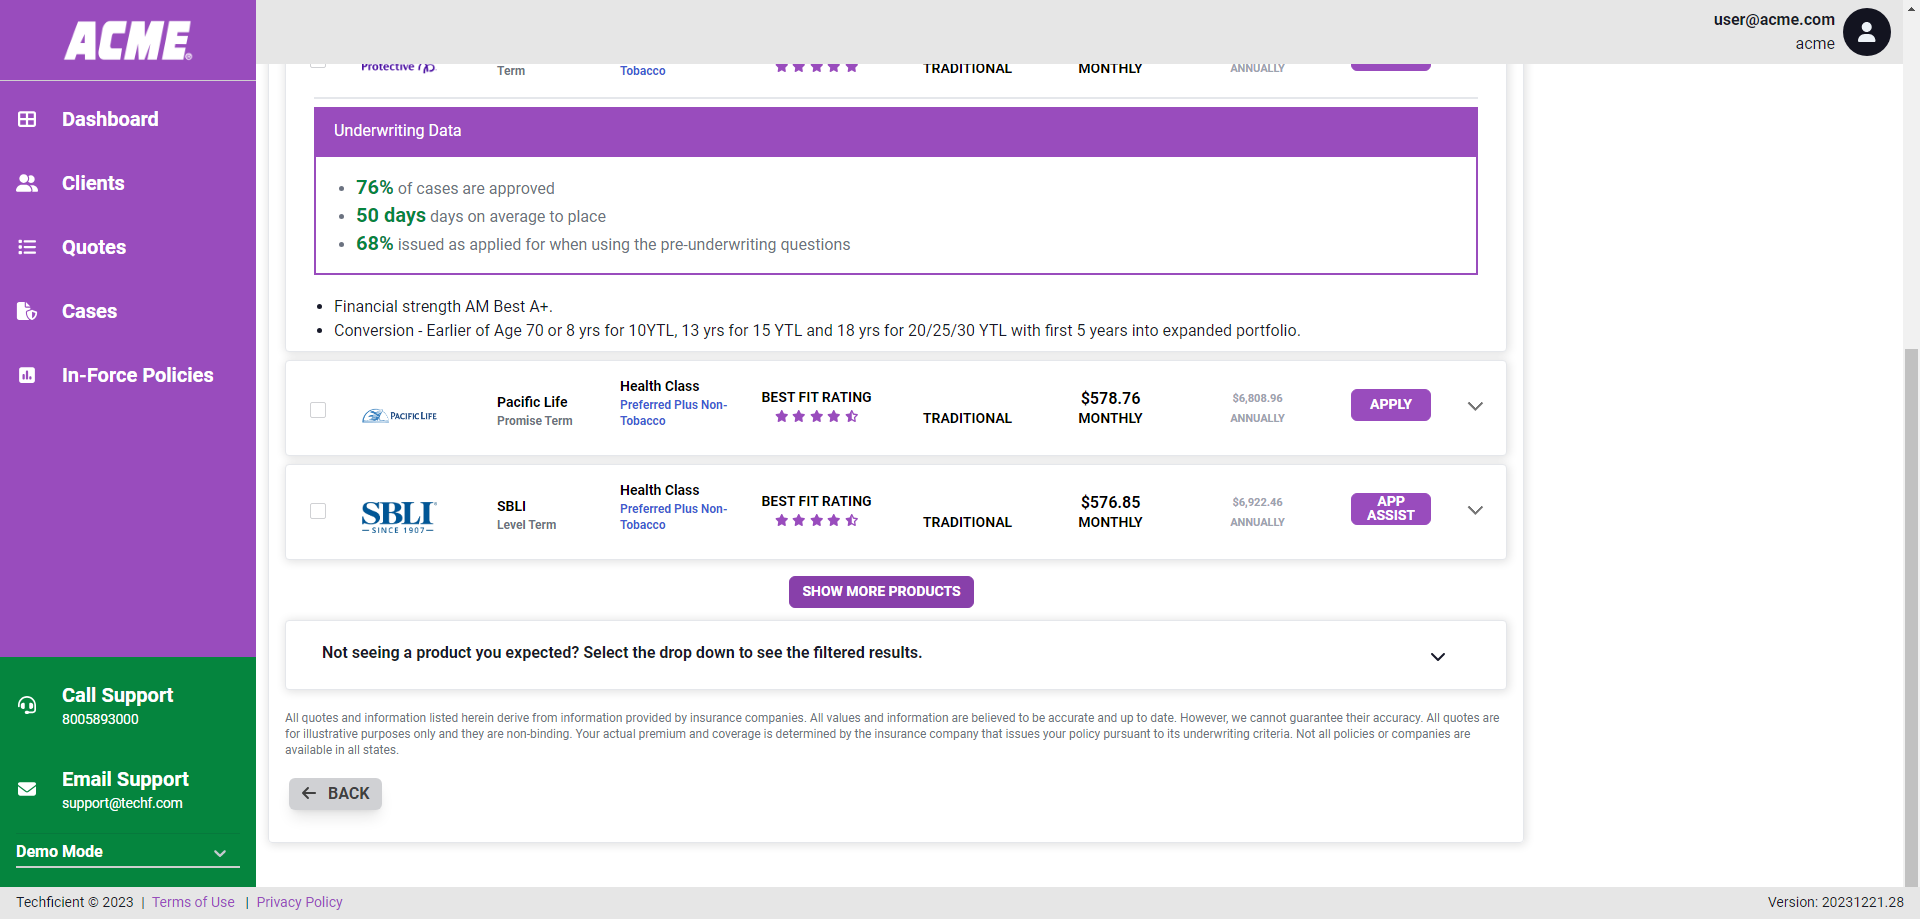 ACME
user@acme.com
acme
Dashboard
Clients
Quotes
Cases
In-Force Policies
Call Support
8005893000
Email Support
support@techf.com
Demo Mode
Protective
Term
Tobacco
TRADITIONAL
MONTHLY
ANNUALLY
Underwriting Data
76% of cases are approved
50 days days on average to place
68% issued as applied for when using the pre-underwriting questions
Financial strength AM Best A+.
Conversion - Earlier of Age 70 or 8 yrs for 10YTL, 13 yrs for 15 YTL and 18 yrs for 20/25/30 YTL with first 5 years into expanded portfolio.
PACIFIC LIFE
Pacific Life
Promise Term
Health Class
Preferred Plus Non-
Tobacco
BEST FIT RATING
TRADITIONAL
$578.76
MONTHLY
$6,808.96
ANNUALLY
APPLY
SBLI
SINCE 1907
SBLI
Level Term
Health Class
Preferred Plus Non-
Tobacco
BEST FIT RATING
TRADITIONAL
$576.85
MONTHLY
$6,922.46
ANNUALLY
APP
ASSIST
SHOW MORE PRODUCTS
Not seeing a product you expected? Select the drop down to see the filtered results.
All quotes and information listed herein derive from information provided by insurance companies. All values and information are believed to be accurate and up to date. However, we cannot guarantee their accuracy. All quotes are
for illustrative purposes only and they are non-binding. Your actual premium and coverage is determined by the insurance company that issues your policy pursuant to its underwriting criteria. Not all policies or companies are
available in all states.
BACK
Techficient © 2023 | Terms of Use | Privacy Policy
Version: 20231221.28